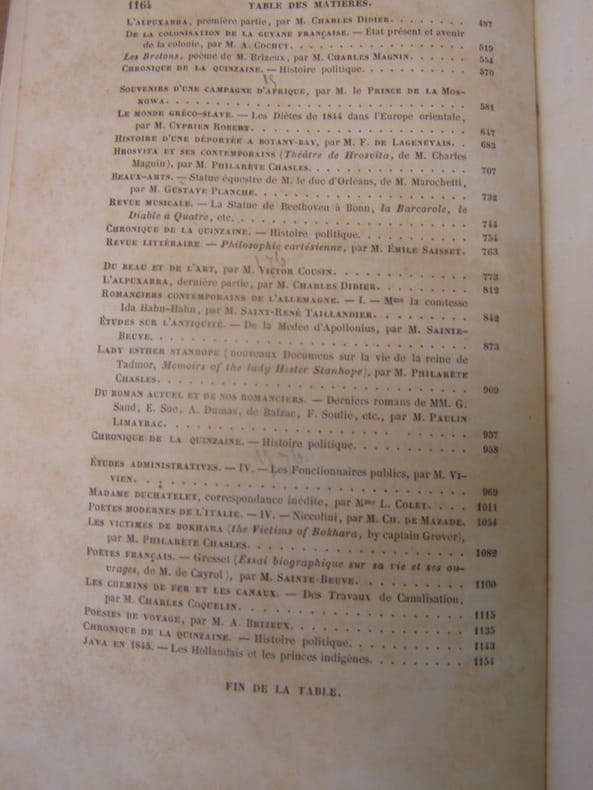 1164 TABLE DES MATIÈRES.
L'ALPUXARRA, première partie, par M. CHARLES DIDIER. . . . . . . . . 487
DE LA COLONISATION DE LA GUYANE FRANÇAISE. — État présent et avenir
de la colonie, par M. A. COCHUT. . . . . . . . . . . . . . . . . 519
Les Bretons, poème de M. Brizeux, par M. CHARLES MAGNIN. . . . . . . 554
CHRONIQUE DE LA QUINZAINE. — Histoire politique. . . . . . . . . . . 570
SOUVENIRS D'UNE CAMPAGNE D'AFRIQUE, par M. le PRINCE DE LA MOS-
KOWA. . . . . . . . . . . . . . . . . . . . . . . . . . . . 581
LE MONDE GRÉCO-SLAVE. — Les Diètes de 1844 dans l'Europe orientale,
par M. CYPRIEN ROBERT. . . . . . . . . . . . . . . . . . . . 647
HISTOIRE D'UNE DÉPORTÉE A BOTANY-BAY, par M. F. DE LAGENEVAIS. . 683
HROSVITA ET SES CONTEMPORAINS (Théâtre de Hrosvita, de M. Charles
Magnin), par M. PHILARÈTE CHASLES. . . . . . . . . . . . . . . 707
BEAUX-ARTS. — Statue équestre de M. le duc d'Orléans, de M. Marochetti,
par M. GUSTAVE PLANCHE. . . . . . . . . . . . . . . . . . . . 732
REVUE MUSICALE. — La Statue de Beethoven à Bonn, la Barcarole, le
Diable à Quatre, etc. . . . . . . . . . . . . . . . . . . . . 744
CHRONIQUE DE LA QUINZAINE. — Histoire politique. . . . . . . . . . . 754
REVUE LITTÉRAIRE — Philosophie cartésienne, par M. ÉMILE SAISSET. 763
DU BEAU ET DE L'ART, par M. VICTOR COUSIN. . . . . . . . . . . . . . 773
L'ALPUXARRA, dernière partie, par M. CHARLES DIDIER. . . . . . . . . 812
ROMANCIERS CONTEMPORAINS DE L'ALLEMAGNE. — I. — Mme la comtesse
Ida Hahn-Hahn, par M. SAINT-RENÉ TAILLANDIER. . . . . . . . . . 842
ÉTUDES SUR L'ANTIQUITÉ. — De la Medée d'Apollonius, par M. SAINTE-
BEUVE. . . . . . . . . . . . . . . . . . . . . . . . . . . . 873
LADY ESTHER STANHOPE (nouveaux Documens sur la vie de la reine de
Tadmor, Memoirs of the lady Hester Stanhope), par M. PHILARÈTE
CHASLES. . . . . . . . . . . . . . . . . . . . . . . . . . . 909
DU ROMAN ACTUEL ET DE NOS ROMANCIERS. — Derniers romans de MM. G.
Sand, E. Sue, A. Dumas, de Balzac, F. Soulié, etc., par M. PAULIN
LIMAYRAC. . . . . . . . . . . . . . . . . . . . . . . . . . . 937
CHRONIQUE DE LA QUINZAINE. — Histoire politique. . . . . . . . . . . 958
ÉTUDES ADMINISTRATIVES. — IV. — Les Fonctionnaires publics, par M. VI-
VIEN. . . . . . . . . . . . . . . . . . . . . . . . . . . . . 969
MADAME DUCHATELET, correspondance inédite, par Mme L. COLET. . . . 1011
POÈTES MODERNES DE L'ITALIE. — IV. — Niccolini, par M. CH. DE MAZADE. 1054
LES VICTIMES DE BOKHARA (the Victims of Bokhara, by captain Grover),
par M. PHILARÈTE CHASLES. . . . . . . . . . . . . . . . . . . 1082
POÈTES FRANÇAIS. — Gresset (Essai biographique sur sa vie et ses ou-
vrages, de M. de Cayrol), par M. SAINTE-BEUVE. . . . . . . . . 1100
LES CHEMINS DE FER ET LES CANAUX. — Des Travaux de Canalisation,
par M. CHARLES COQUELIN. . . . . . . . . . . . . . . . . . . 1115
POÉSIES DE VOYAGE, par M. A. BRIZEUX. . . . . . . . . . . . . . . . 1135
CHRONIQUE DE LA QUINZAINE. — Histoire politique. . . . . . . . . . 1143
JAVA EN 1845. — Les Hollandais et les princes indigènes. . . . . . . . 1154
FIN DE LA TABLE.